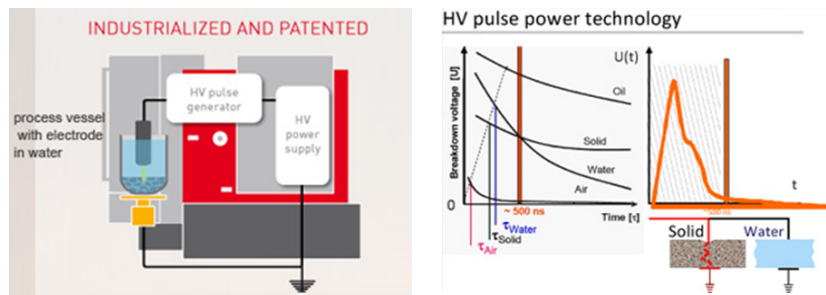 INDUSTRIALIZED AND PATENTED
HV pulse
generator
HV
power
supply
process vessel
with electrode
in water
HV pulse power technology
Breakdown voltage [U]
Oil
Solid
Water
Air
0
~ 500 ns
Time [τ]
τWater
τSolid
τAir
U(t)
t
~500 ns
Solid
Water